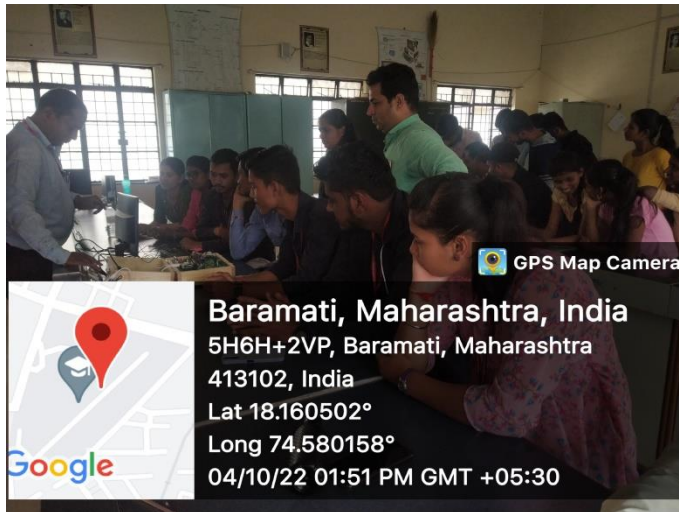 GPS Map Camera
Baramati, Maharashtra, India
5H6H+2VP, Baramati, Maharashtra
413102, India
Lat 18.160502°
Long 74.580158°
04/10/22 01:51 PM GMT +05:30
Google